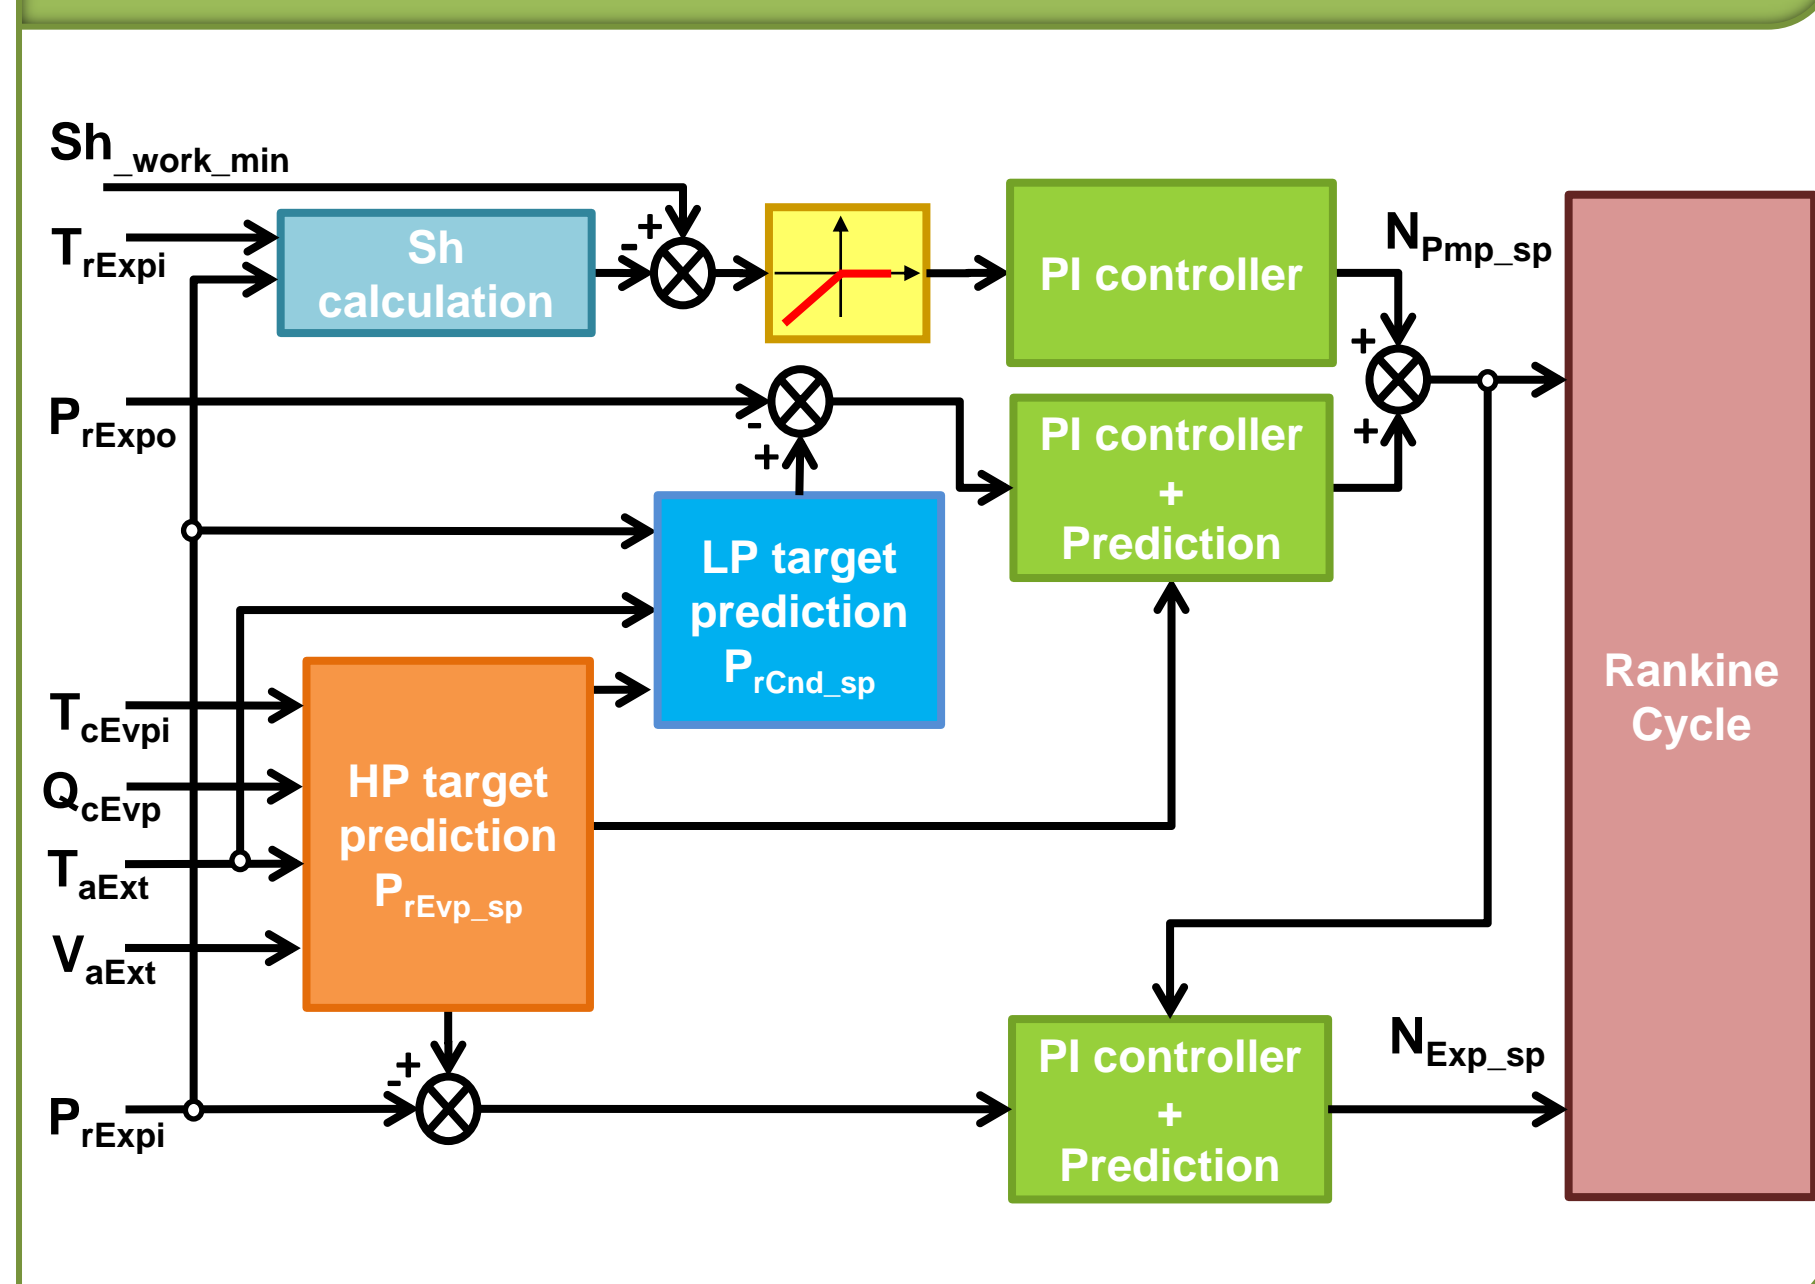 Sh_work_min
TrExpi
Sh
calculation
- +
PI controller
NPmp_sp
+
PrExpo
-
+
PI controller
+
Prediction
+
LP target
prediction
PrCnd_sp
TcEvpi
QcEvp
TaExt
VaExt
HP target
prediction
PrEvp_sp
Rankine
Cycle
- +
PrExpi
PI controller
+
Prediction
NExp_sp